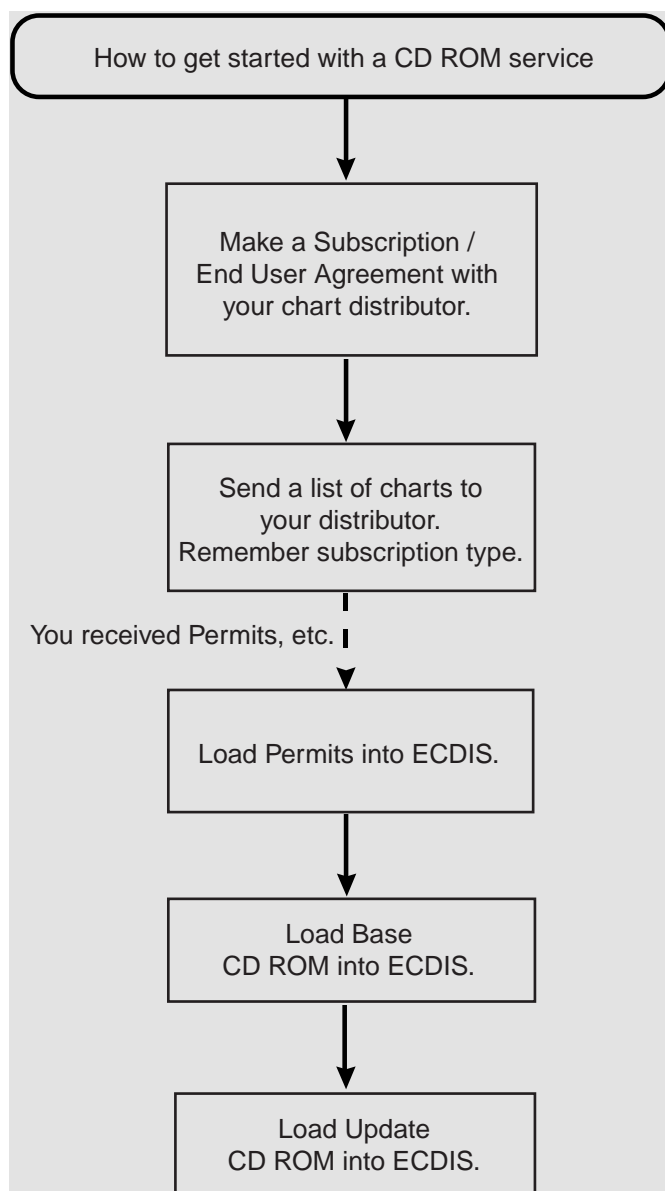 How to get started with a CD ROM service
Make a Subscription /
End User Agreement with
your chart distributor.
Send a list of charts to
your distributor.
Remember subscription type.
You received Permits, etc.
Load Permits into ECDIS.
Load Base
CD ROM into ECDIS.
Load Update
CD ROM into ECDIS.